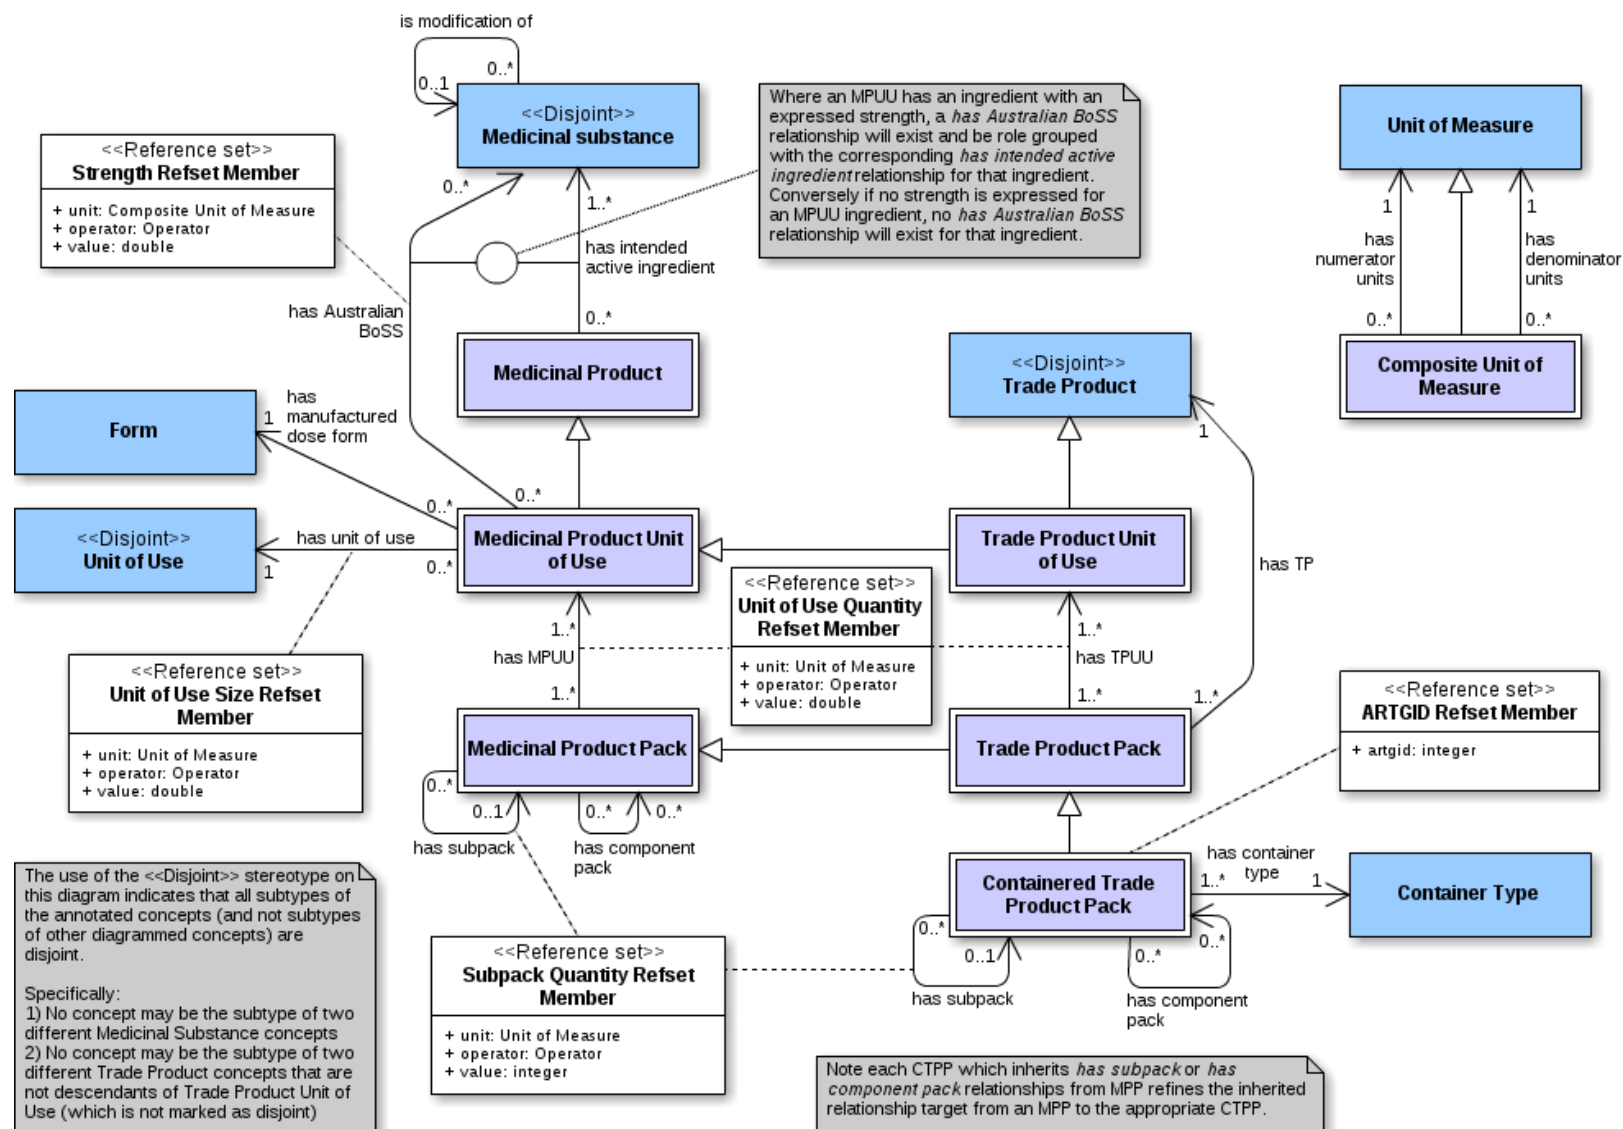 is modification of
0..1
0..*
<<Disjoint>>
Medicinal substance
Where an MPUU has an ingredient with an
expressed strength, a has Australian BoSS
relationship will exist and be role grouped
with the corresponding has intended active
ingredient relationship for that ingredient.
Conversely if no strength is expressed for
an MPUU ingredient, no has Australian BoSS
relationship will exist for that ingredient.
Unit of Measure
1
1
has
numerator
units
has
denominator
units
0..*
0..*
Composite Unit of
Measure
<<Reference set>>
Strength Refset Member
+ unit: Composite Unit of Measure
+ operator: Operator
+ value: double
0..*
1..*
has intended
active ingredient
has Australian
BoSS
0..*
Medicinal Product
<<Disjoint>>
Trade Product
1
Form
1
has
manufactured
dose form
0..*
0..*
<<Disjoint>>
Unit of Use
has unit of use
1
0..*
Medicinal Product Unit
of Use
Trade Product Unit
of Use
has TP
<<Reference set>>
Unit of Use Quantity
Refset Member
+ unit: Unit of Measure
+ operator: Operator
+ value: double
1..*
has MPUU
1..*
1..*
has TPUU
1..*
1..*
<<Reference set>>
Unit of Use Size Refset
Member
+ unit: Unit of Measure
+ operator: Operator
+ value: double
<<Reference set>>
ARTGID Refset Member
+ artgid: integer
Medicinal Product Pack
Trade Product Pack
0..*
0..1
has subpack
0..*
0..*
has component
pack
Containered Trade
Product Pack
has container
type
1..*
1
Container Type
0..*
0..1
has subpack
0..*
0..*
has component
pack
The use of the <<Disjoint>> stereotype on
this diagram indicates that all subtypes of
the annotated concepts (and not subtypes
of other diagrammed concepts) are
disjoint.
Specifically:
1) No concept may be the subtype of two
different Medicinal Substance concepts
2) No concept may be the subtype of two
different Trade Product concepts that are
not descendants of Trade Product Unit of
Use (which is not marked as disjoint)
<<Reference set>>
Subpack Quantity Refset
Member
+ unit: Unit of Measure
+ operator: Operator
+ value: integer
Note each CTPP which inherits has subpack or has
component pack relationships from MPP refines the inherited
relationship target from an MPP to the appropriate CTPP.